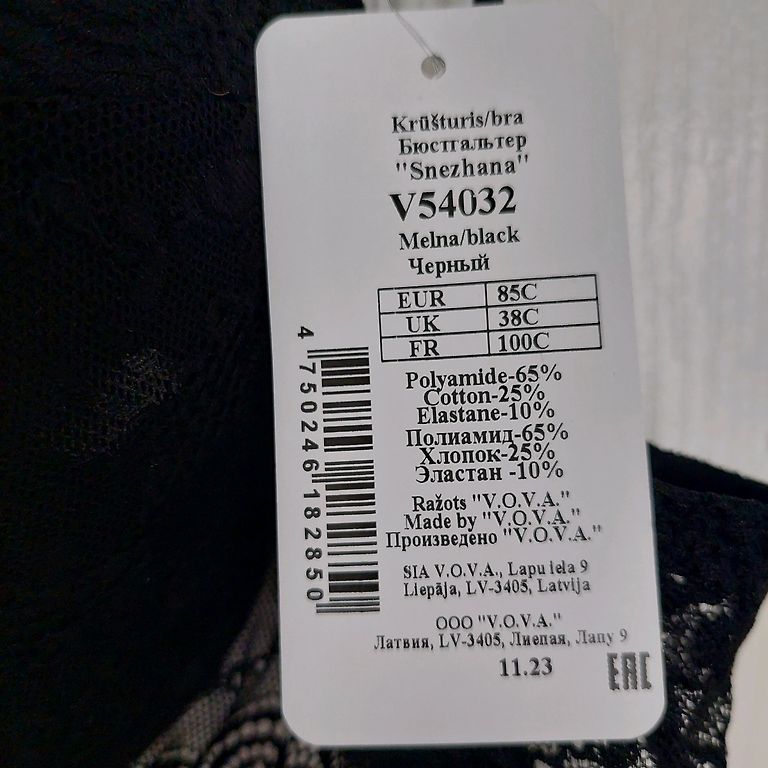 Krūšturis/bra
Бюстгальтер
"Snezhana"
V54032
Melna/black
Черный
EUR 85C
UK 38C
FR 100C
Polyamide-65%
Cotton-25%
Elastane-10%
Полиамид-65%
Хлопок-25%
Эластан -10%
Ražots "V.O.V.A."
Made by "V.O.V.A."
Произведено "V.O.V.A."
SIA V.O.V.A., Lapu iela 9
Liepāja, LV-3405, Latvija
ООО "V.O.V.A."
Латвия, LV-3405, Лиепая, Лапу 9
11.23
EAC
4 750246 182850